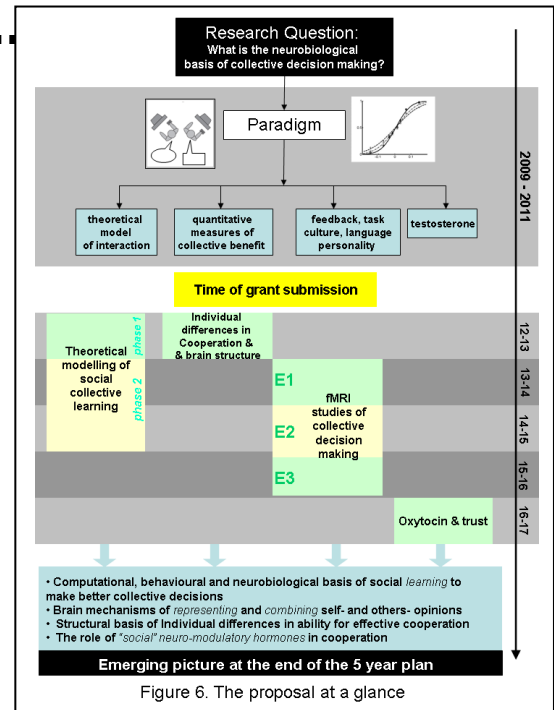 Research Question:
What is the neurobiological
basis of collective decision making?
Paradigm
2009 - 2011
theoretical
model
of interaction
quantitative
measures of
collective benefit
feedback, task
culture, language
personality
testosterone
Time of grant submission
Theoretical
modelling of
social
collective
learning
phase 1
phase 2
Individual
differences in
Cooperation &
& brain structure
E1
E2
E3
fMRI
studies of
collective
decision
making
Oxytocin & trust
12-13
13-14
14-15
15-16
16-17
• Computational, behavioural and neurobiological basis of social learning to
make better collective decisions
• Brain mechanisms of representing and combining self- and others- opinions
• Structural basis of Individual differences in ability for effective cooperation
• The role of "social" neuro-modulatory hormones in cooperation
Emerging picture at the end of the 5 year plan
Figure 6. The proposal at a glance